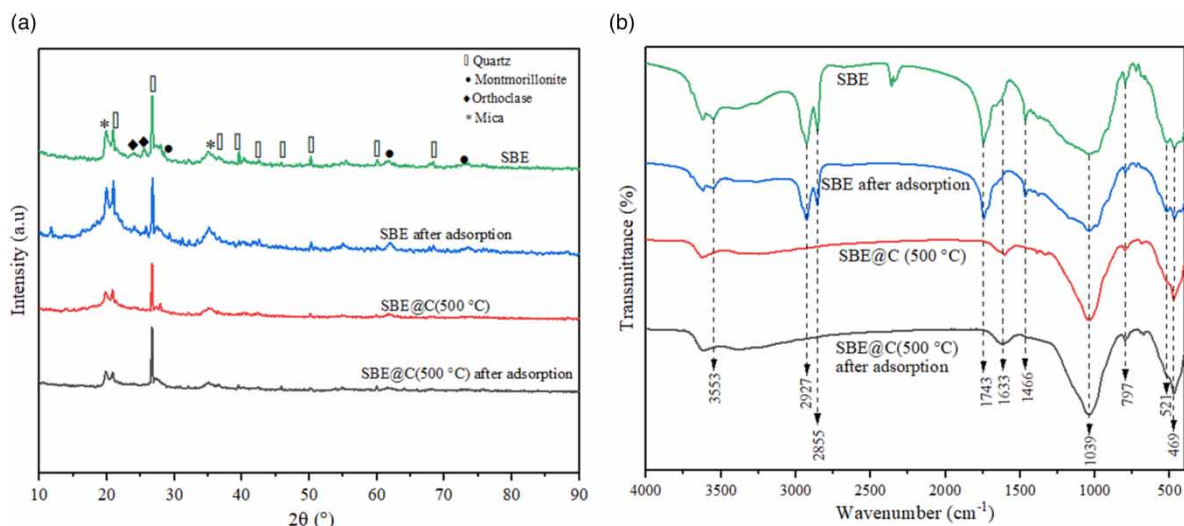 (a)
▯ Quartz
● Montmorillonite
◆ Orthoclase
* Mica
*
*
SBE
SBE after adsorption
SBE@C(500 °C)
SBE@C(500 °C) after adsorption
Intensity (a.u)
10 20 30 40 50 60 70 80 90
2θ (°)
(b)
SBE
SBE after adsorption
SBE@C (500 °C)
SBE@C(500 °C)
after adsorption
3553
2927
2855
1743
1633
1466
1039
797
521
469
Transmittance (%)
4000 3500 3000 2500 2000 1500 1000 500
Wavenumber (cm⁻¹)